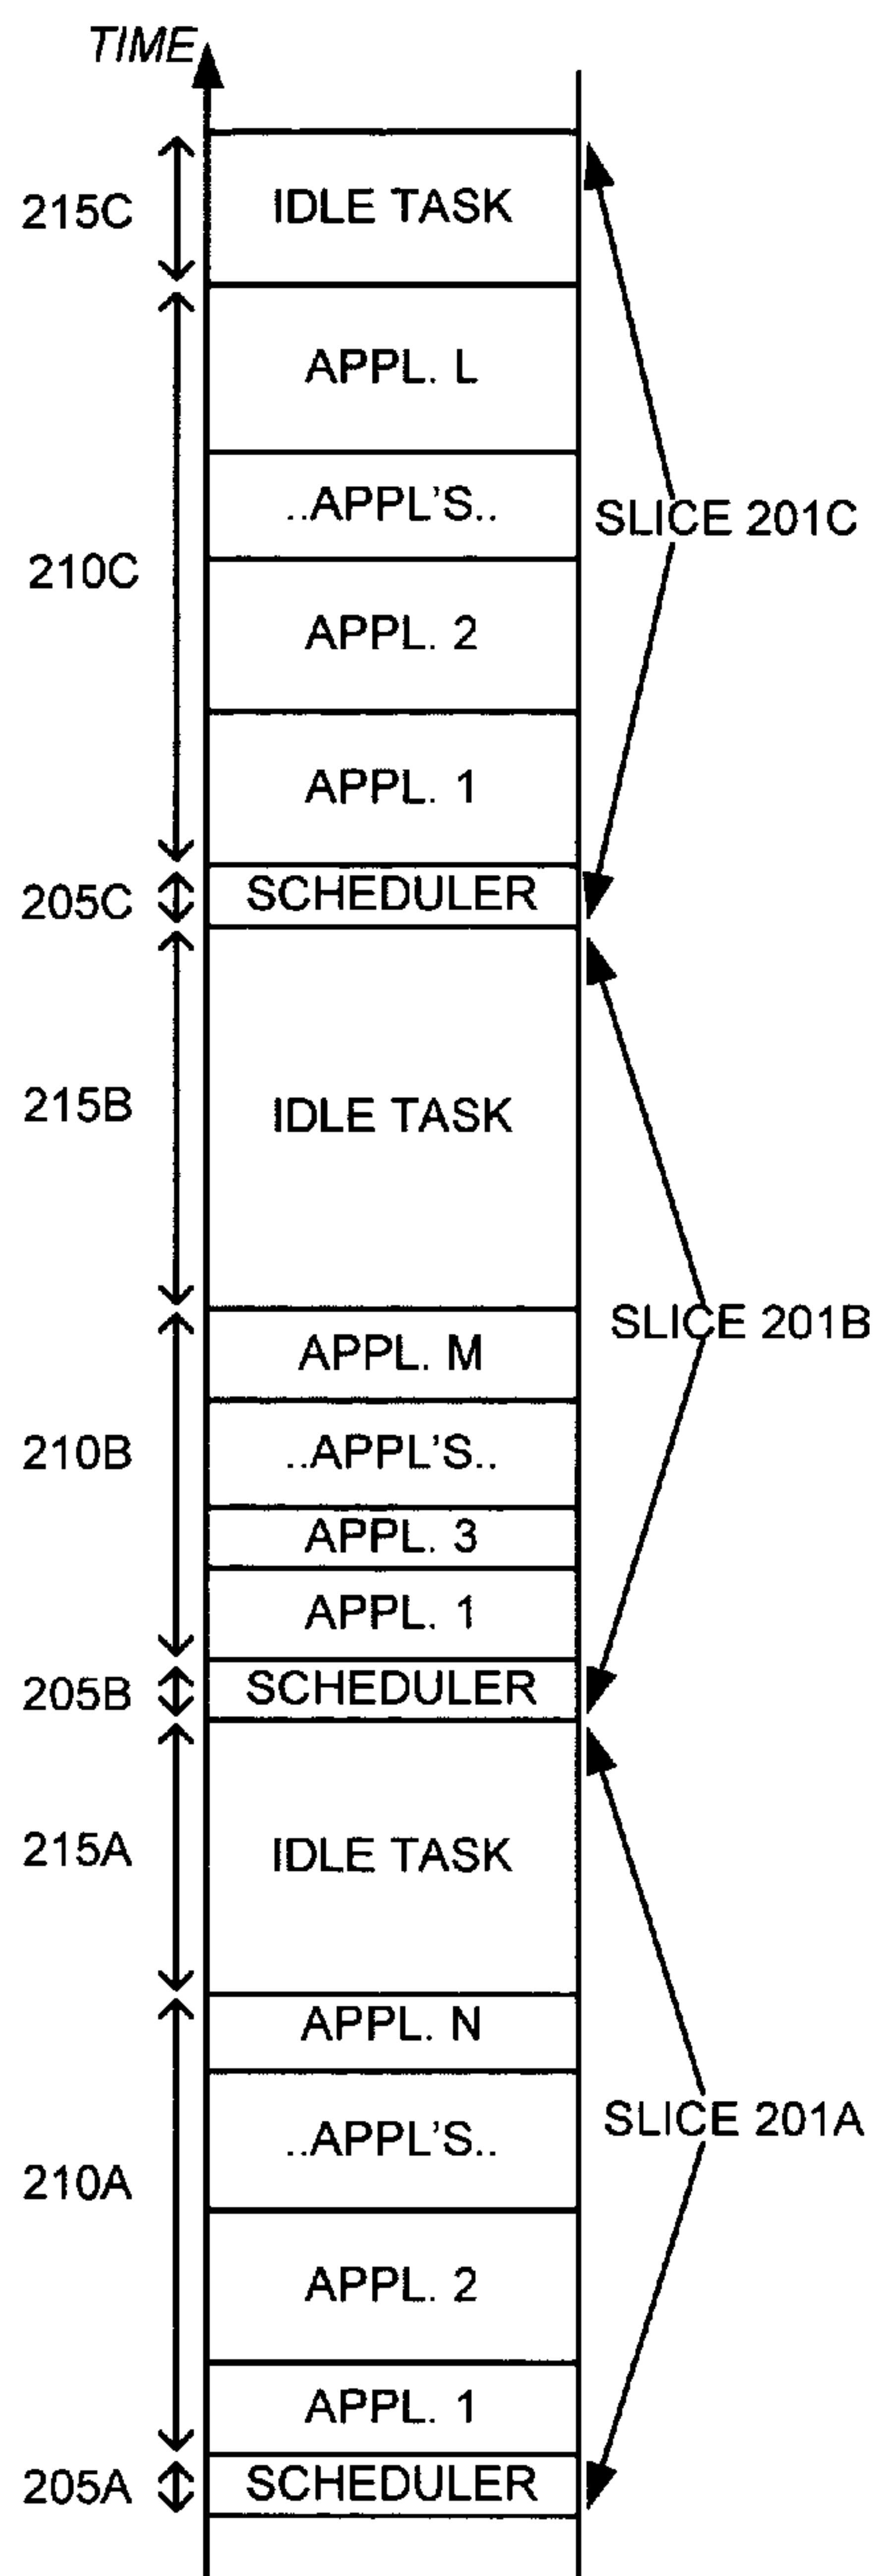 TIME
215C
IDLE TASK
APPL. L
..APPL'S..
SLICE 201C
210C
APPL. 2
APPL. 1
205C
SCHEDULER
215B
IDLE TASK
SLICE 201B
APPL. M
210B
..APPL'S..
APPL. 3
APPL. 1
205B
SCHEDULER
215A
IDLE TASK
APPL. N
SLICE 201A
..APPL'S..
210A
APPL. 2
APPL. 1
205A
SCHEDULER